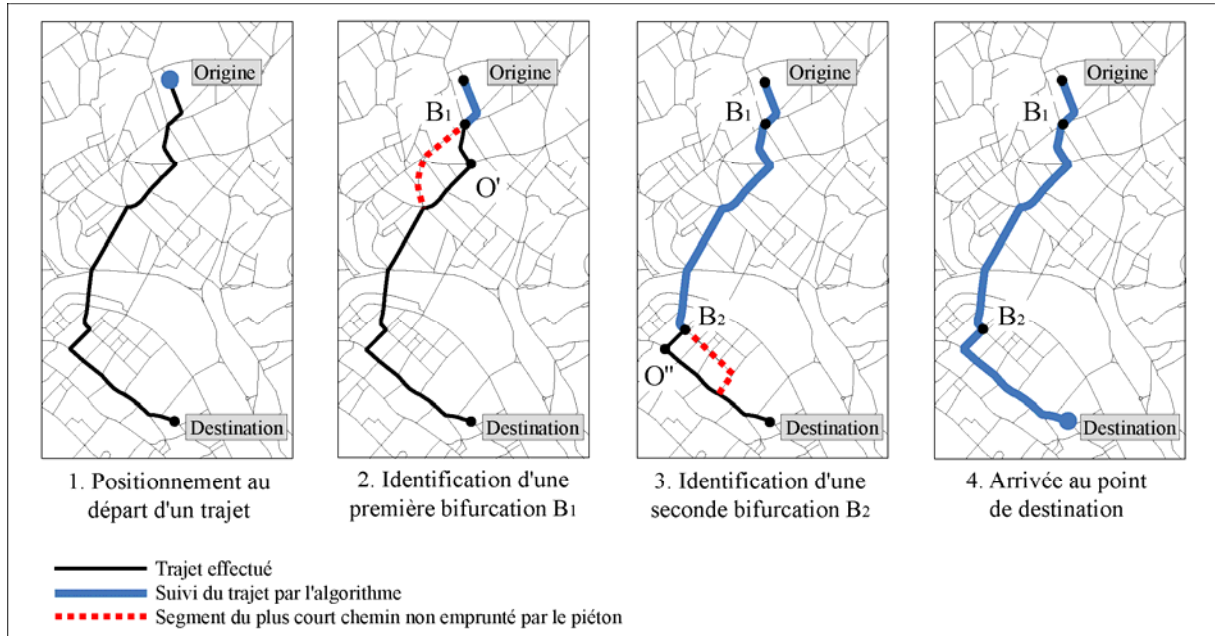 Origine
Destination
1. Positionnement au
départ d'un trajet
Origine
B1
O'
Destination
2. Identification d'une
première bifurcation B1
Origine
B1
B2
O"
Destination
3. Identification d'une
seconde bifurcation B2
Origine
B1
B2
Destination
4. Arrivée au point
de destination
Trajet effectué
Suivi du trajet par l'algorithme
Segment du plus court chemin non emprunté par le piéton